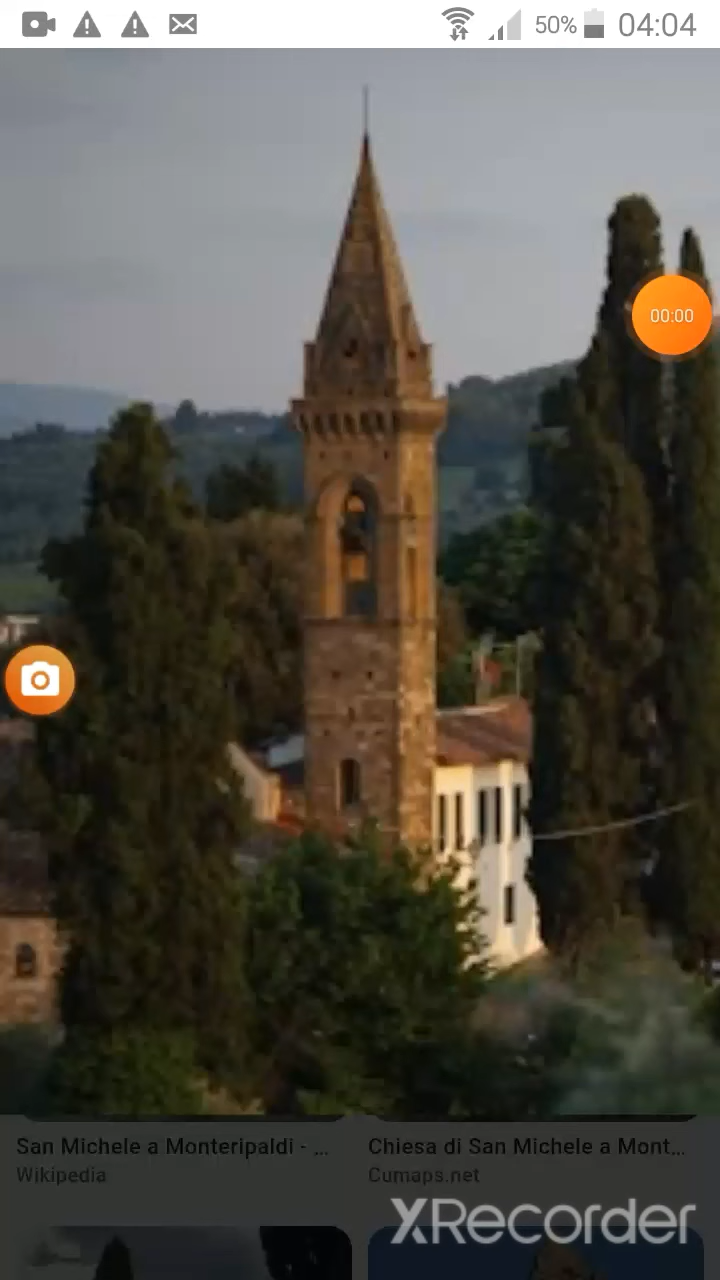 50% 04:04
00:00
San Michele a Monteripaldi - ...
Wikipedia
Chiesa di San Michele a Mont...
Cumaps.net
XRecorder